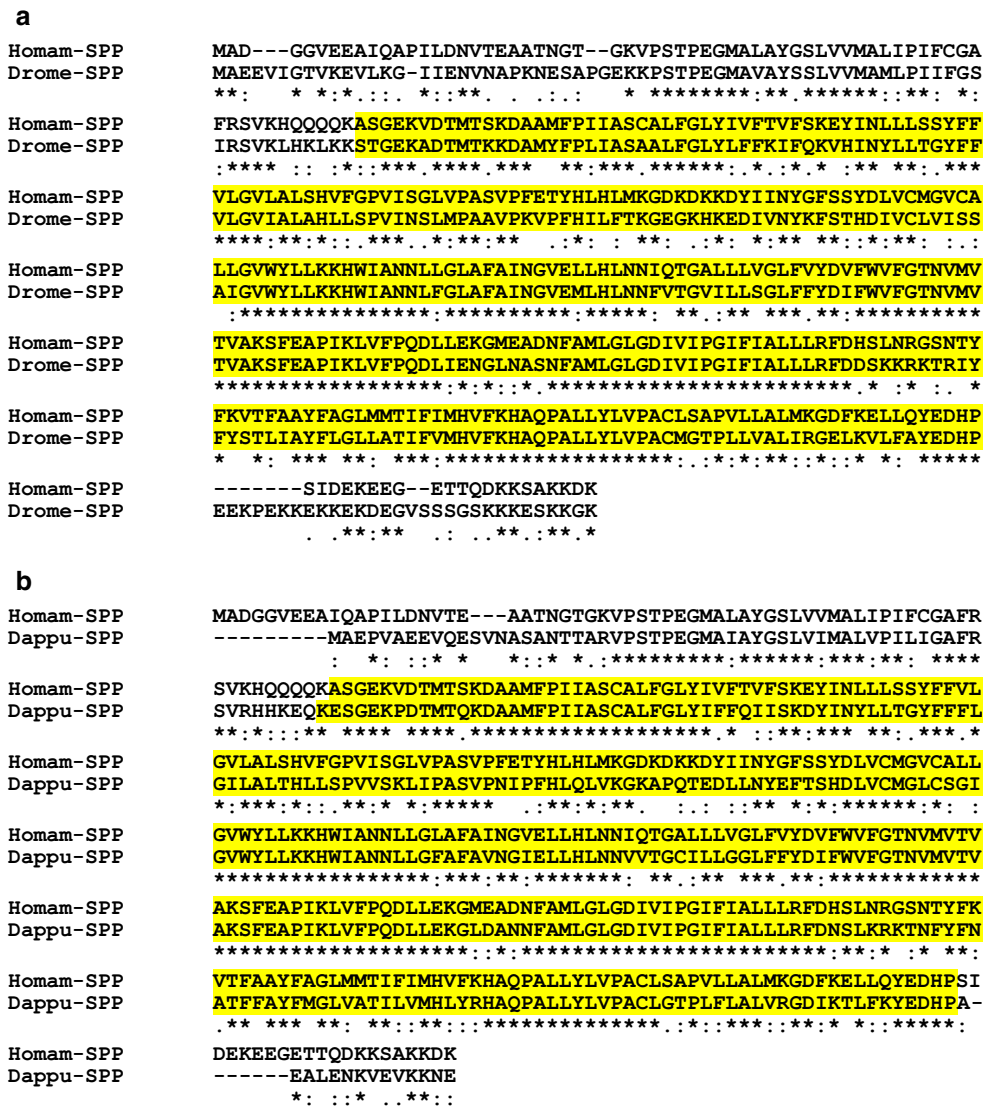 a
Homam-SPP MAD---GGVEEAIQAPILDNVTEAATNGT--GKVPSTPEGMALAYGSLVVMALIPIFCGA
Drome-SPP MAEEVIGTVKEVLKG-IIENVNAPKNESAPGEKKPSTPEGMAVAYSSLVVMAMLPIIFGS
**:   * *:.::. *::**. . .:.:  * *******:**.******::**: *:
Homam-SPP FRSVKHQQQQKASGEKVDTMTSKDAAMFPIIASCALFGLYIVFTVFSKEYINLLLSSYFF
Drome-SPP IRSVKLHKLKKSTGEKADTMTKKDAMYFPLIASAALFGLYLFFKIFQKVHINYLLTGYFF
:**** :: :*::***.****.***  **:***.******:.*.:*.* :** **:.***
Homam-SPP VLGVLALSHVFGPVISGLVPASVPFETYHLHLMKGDKDKKDYIINYGFSSYDLVCMGVCA
Drome-SPP VLGVIALAHLLSPVINSLMPAAVPKVPFHILFTKGEGKHKEDIVNYKFSTHDIVCLVISS
****:**:*::.***..*:**:**  .:*: : **: .:*: *:** **::*:**: :.:
Homam-SPP LLGVWYLLKKHWIANNLLGLAFAINGVELLHLNNIQTGALLLVGLFVYDVFWVFGTNVMV
Drome-SPP AIGVWYLLKKHWIANNLFGLAFAINGVEMLHLNNFVTGVILLSGLFFYDIFWVFGTNVMV
:***************:**********:*****: **.:** ***.**:**********
Homam-SPP TVAKSFEAPIKLVFPQDLLEKGMEADNFAMLGLGDIVIPGIFIALLLRFDHSLNRGSNTY
Drome-SPP TVAKSFEAPIKLVFPQDLIENGLNASNFAMLGLGDIVIPGIFIALLLRFDDSKKRKTRIY
******************:*:*::*.************************.* :* :. *
Homam-SPP FKVTFAAYFAGLMMTIFIMHVFKHAQPALLYLVPACLSAPVLLALMKGDFKELLQYEDHP
Drome-SPP FYSTLIAYFLGLLATIFVMHVFKHAQPALLYLVPACMGTPLLVALIRGELKVLFAYEDHP
*  *: *** **: ***:******************:.:*:*:**::*::* *: *****
Homam-SPP -------SIDEKEEG--ETTQDKKSAKKDK
Drome-SPP EEKPEKKEKKEKDEGVSSSGSKKKESKKGK
. .**:**  .: ..**.:**.*
b
Homam-SPP MADGGVEEAIQAPILDNVTE---AATNGTGKVPSTPEGMALAYGSLVVMALIPIFCGAFR
Dappu-SPP ---------MAEPVAEEVQESVNASANTTARVPSTPEGMAIAYGSLVIMALVPILIGAFR
:  *: ::* *   *::* *.:*********:******:***:**: ****
Homam-SPP SVKHQQQQKASGEKVDTMTSKDAAMFPIIASCALFGLYIVFTVFSKEYINLLLSSYFFVL
Dappu-SPP SVRHHKEQKESGEKPDTMTQKDAAMFPIIASCALFGLYIFFQIISKDYINYLLTGYFFFL
**:*:::** **** ****.*******************.* ::**:*** **:.***.*
Homam-SPP GVLALSHVFGPVISGLVPASVPFETYHLHLMKGDKDKKDYIINYGFSSYDLVCMGVCALL
Dappu-SPP GILALTHLLSPVVSKLIPASVPNIPFHLQLVKGKAPQTEDLLNYEFTSHDLVCMGLCSGI
*:***:*::.**:* *:*****  .:**:*:**.  :.: ::** *:*:******:*: :
Homam-SPP GVWYLLKKHWIANNLLGLAFAINGVELLHLNNIQTGALLLVGLFVYDVFWVFGTNVMVTV
Dappu-SPP GVWYLLKKHWIANNLLGFAFAVNGIELLHLNNVVTGCILLGGLFFYDIFWVFGTNVMVTV
*****************:***:**:*******: **.:** ***.**:************
Homam-SPP AKSFEAPIKLVFPQDLLEKGMEADNFAMLGLGDIVIPGIFIALLLRFDHSLNRGSNTYFK
Dappu-SPP AKSFEAPIKLVFPQDLLEKGLDANNFAMLGLGDIVIPGIFIALLLRFDNSLKRKTNFYFN
********************::*:************************:**:* :* **:
Homam-SPP VTFAAYFAGLMMTIFIMHVFKHAQPALLYLVPACLSAPVLLALMKGDFKELLQYEDHPSI
Dappu-SPP ATFFAYFMGLVATILVMHLYRHAQPALLYLVPACLGTPLFLALVRGDIKTLFKYEDHPA-
.** *** **: **::**:::**************.:*::***::**:* *::*****:
Homam-SPP DEKEEGETTQDKKSAKKDK
Dappu-SPP ------EALENKVEVKKNE
*: ::* ..**::